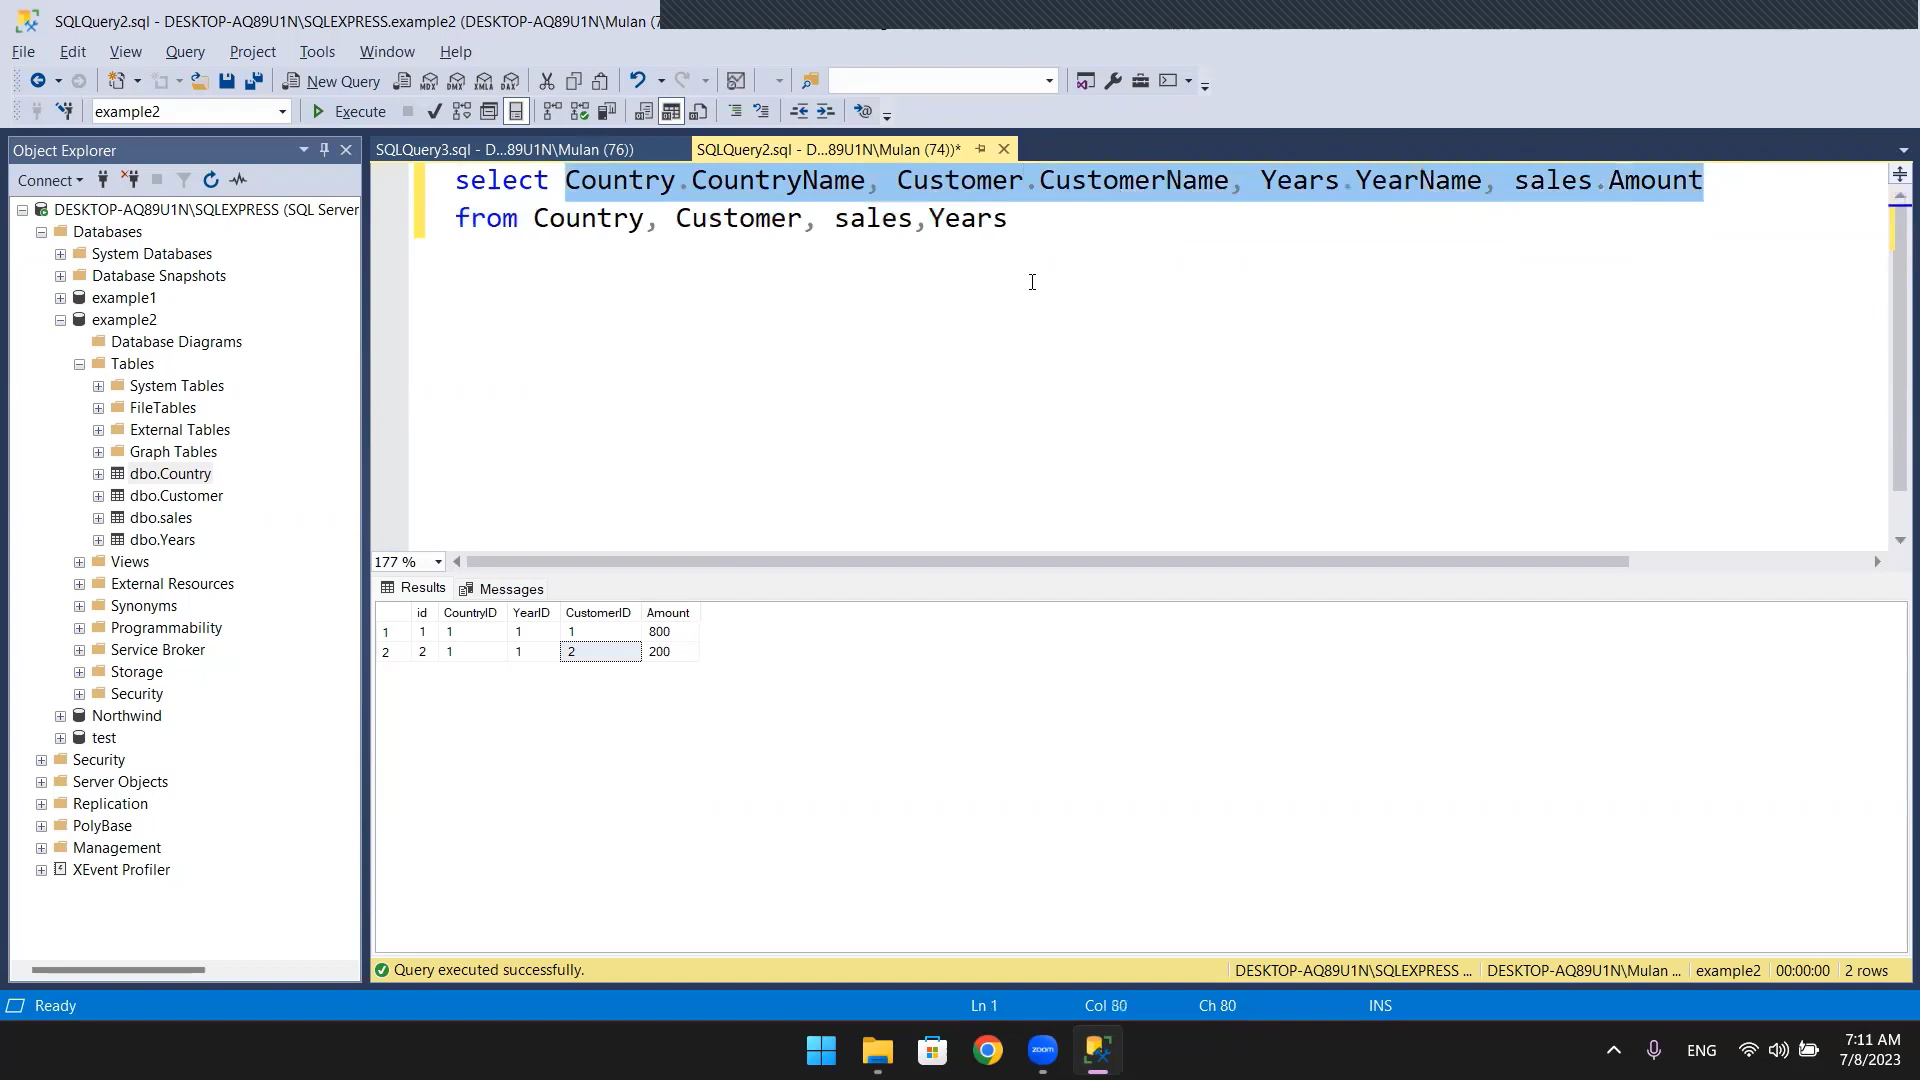 SQLQuery2.sql - DESKTOP-AQ89U1N\SQLEXPRESS.example2 (DESKTOP-AQ89U1N\Mulan (7
File Edit View Query Project Tools Window Help
New Query MDX DMX XMLA DAX
example2 Execute
Object Explorer
Connect
DESKTOP-AQ89U1N\SQLEXPRESS (SQL Server
Databases
System Databases
Database Snapshots
example1
example2
Database Diagrams
Tables
System Tables
FileTables
External Tables
Graph Tables
dbo.Country
dbo.Customer
dbo.sales
dbo.Years
Views
External Resources
Synonyms
Programmability
Service Broker
Storage
Security
Northwind
test
Security
Server Objects
Replication
PolyBase
Management
XEvent Profiler
SQLQuery3.sql - D...89U1N\Mulan (76)) SQLQuery2.sql - D...89U1N\Mulan (74))*
select Country.CountryName, Customer.CustomerName, Years.YearName, sales.Amount
from Country, Customer, sales,Years
177 %
Results Messages
id CountryID YearID CustomerID Amount
1 1 1 1 1 800
2 2 1 1 2 200
Query executed successfully. DESKTOP-AQ89U1N\SQLEXPRESS ... DESKTOP-AQ89U1N\Mulan ... example2 00:00:00 2 rows
Ready Ln 1 Col 80 Ch 80 INS
zoom ENG 7:11 AM
7/8/2023